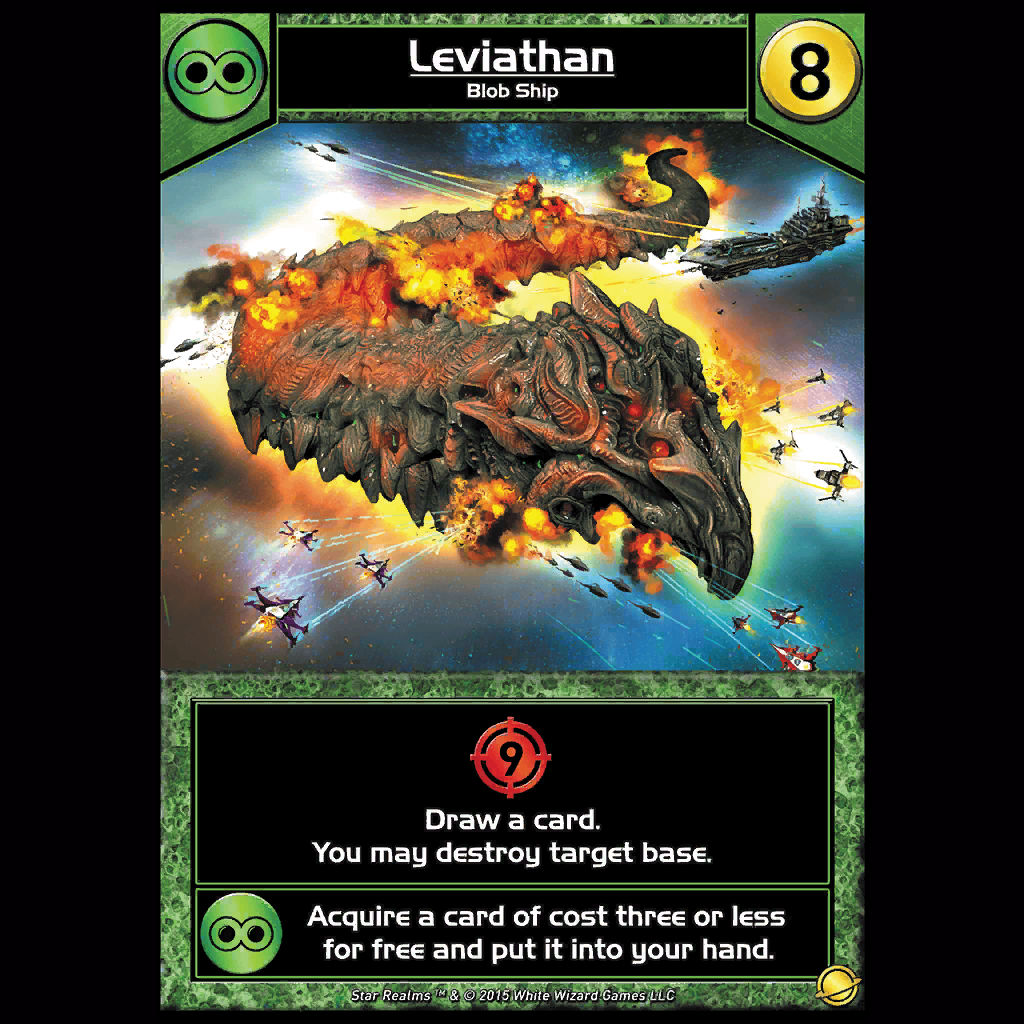 Leviathan
8
Blob Ship
9
Draw a card.
You may destroy target base.
Acquire a card of cost three or less
for free and put it into your hand.
Star Realms ™ & © 2015 White Wizard Games LLC